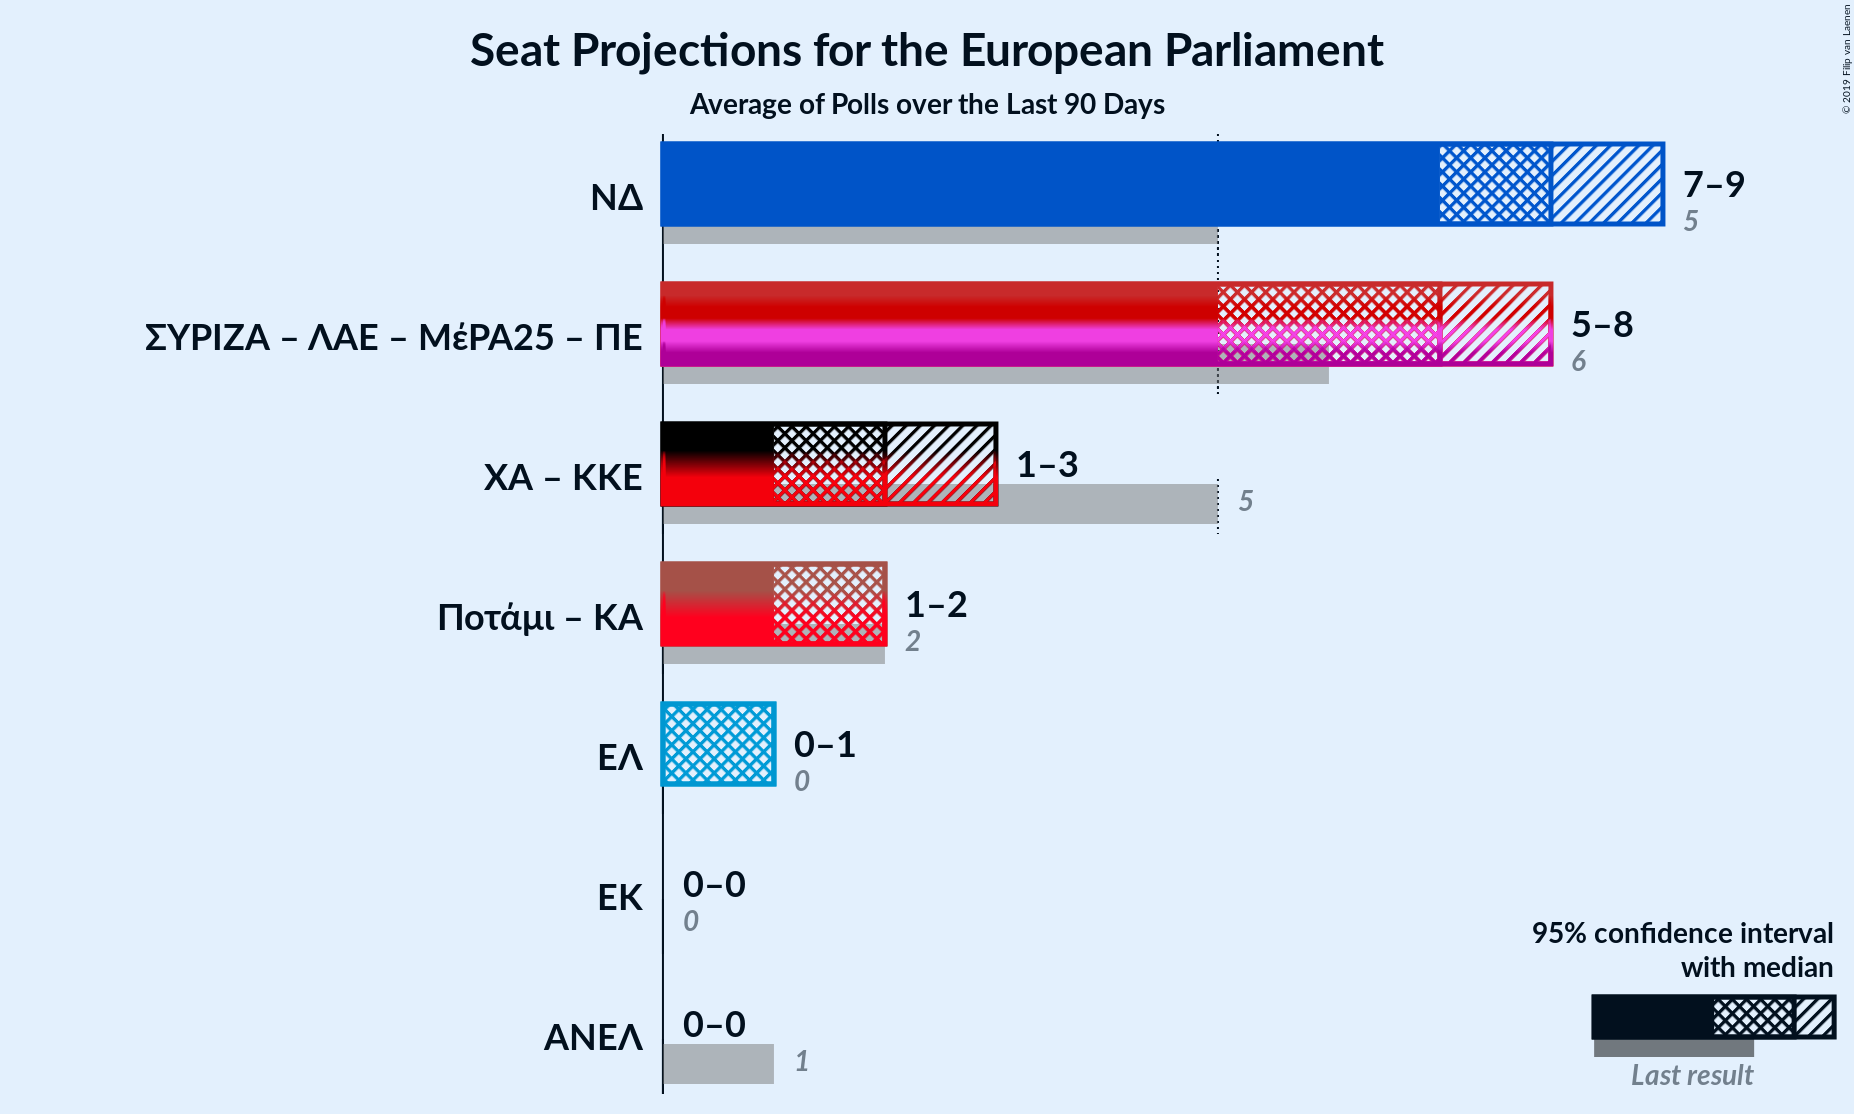 Seat Projections for the European Parliament
Average of Polls over the Last 90 Days
© 2019 Filip van Laenen
ΝΔ
7–9
5
ΣΥΡΙΖΑ – ΛΑΕ – ΜέΡΑ25 – ΠΕ
5–8
6
ΧΑ – ΚΚΕ
1–3
5
Ποτάμι – ΚΑ
1–2
2
ΕΛ
0–1
0
ΕΚ
0–0
0
ΑΝΕΛ
0–0
1
95% confidence interval
with median
Last result